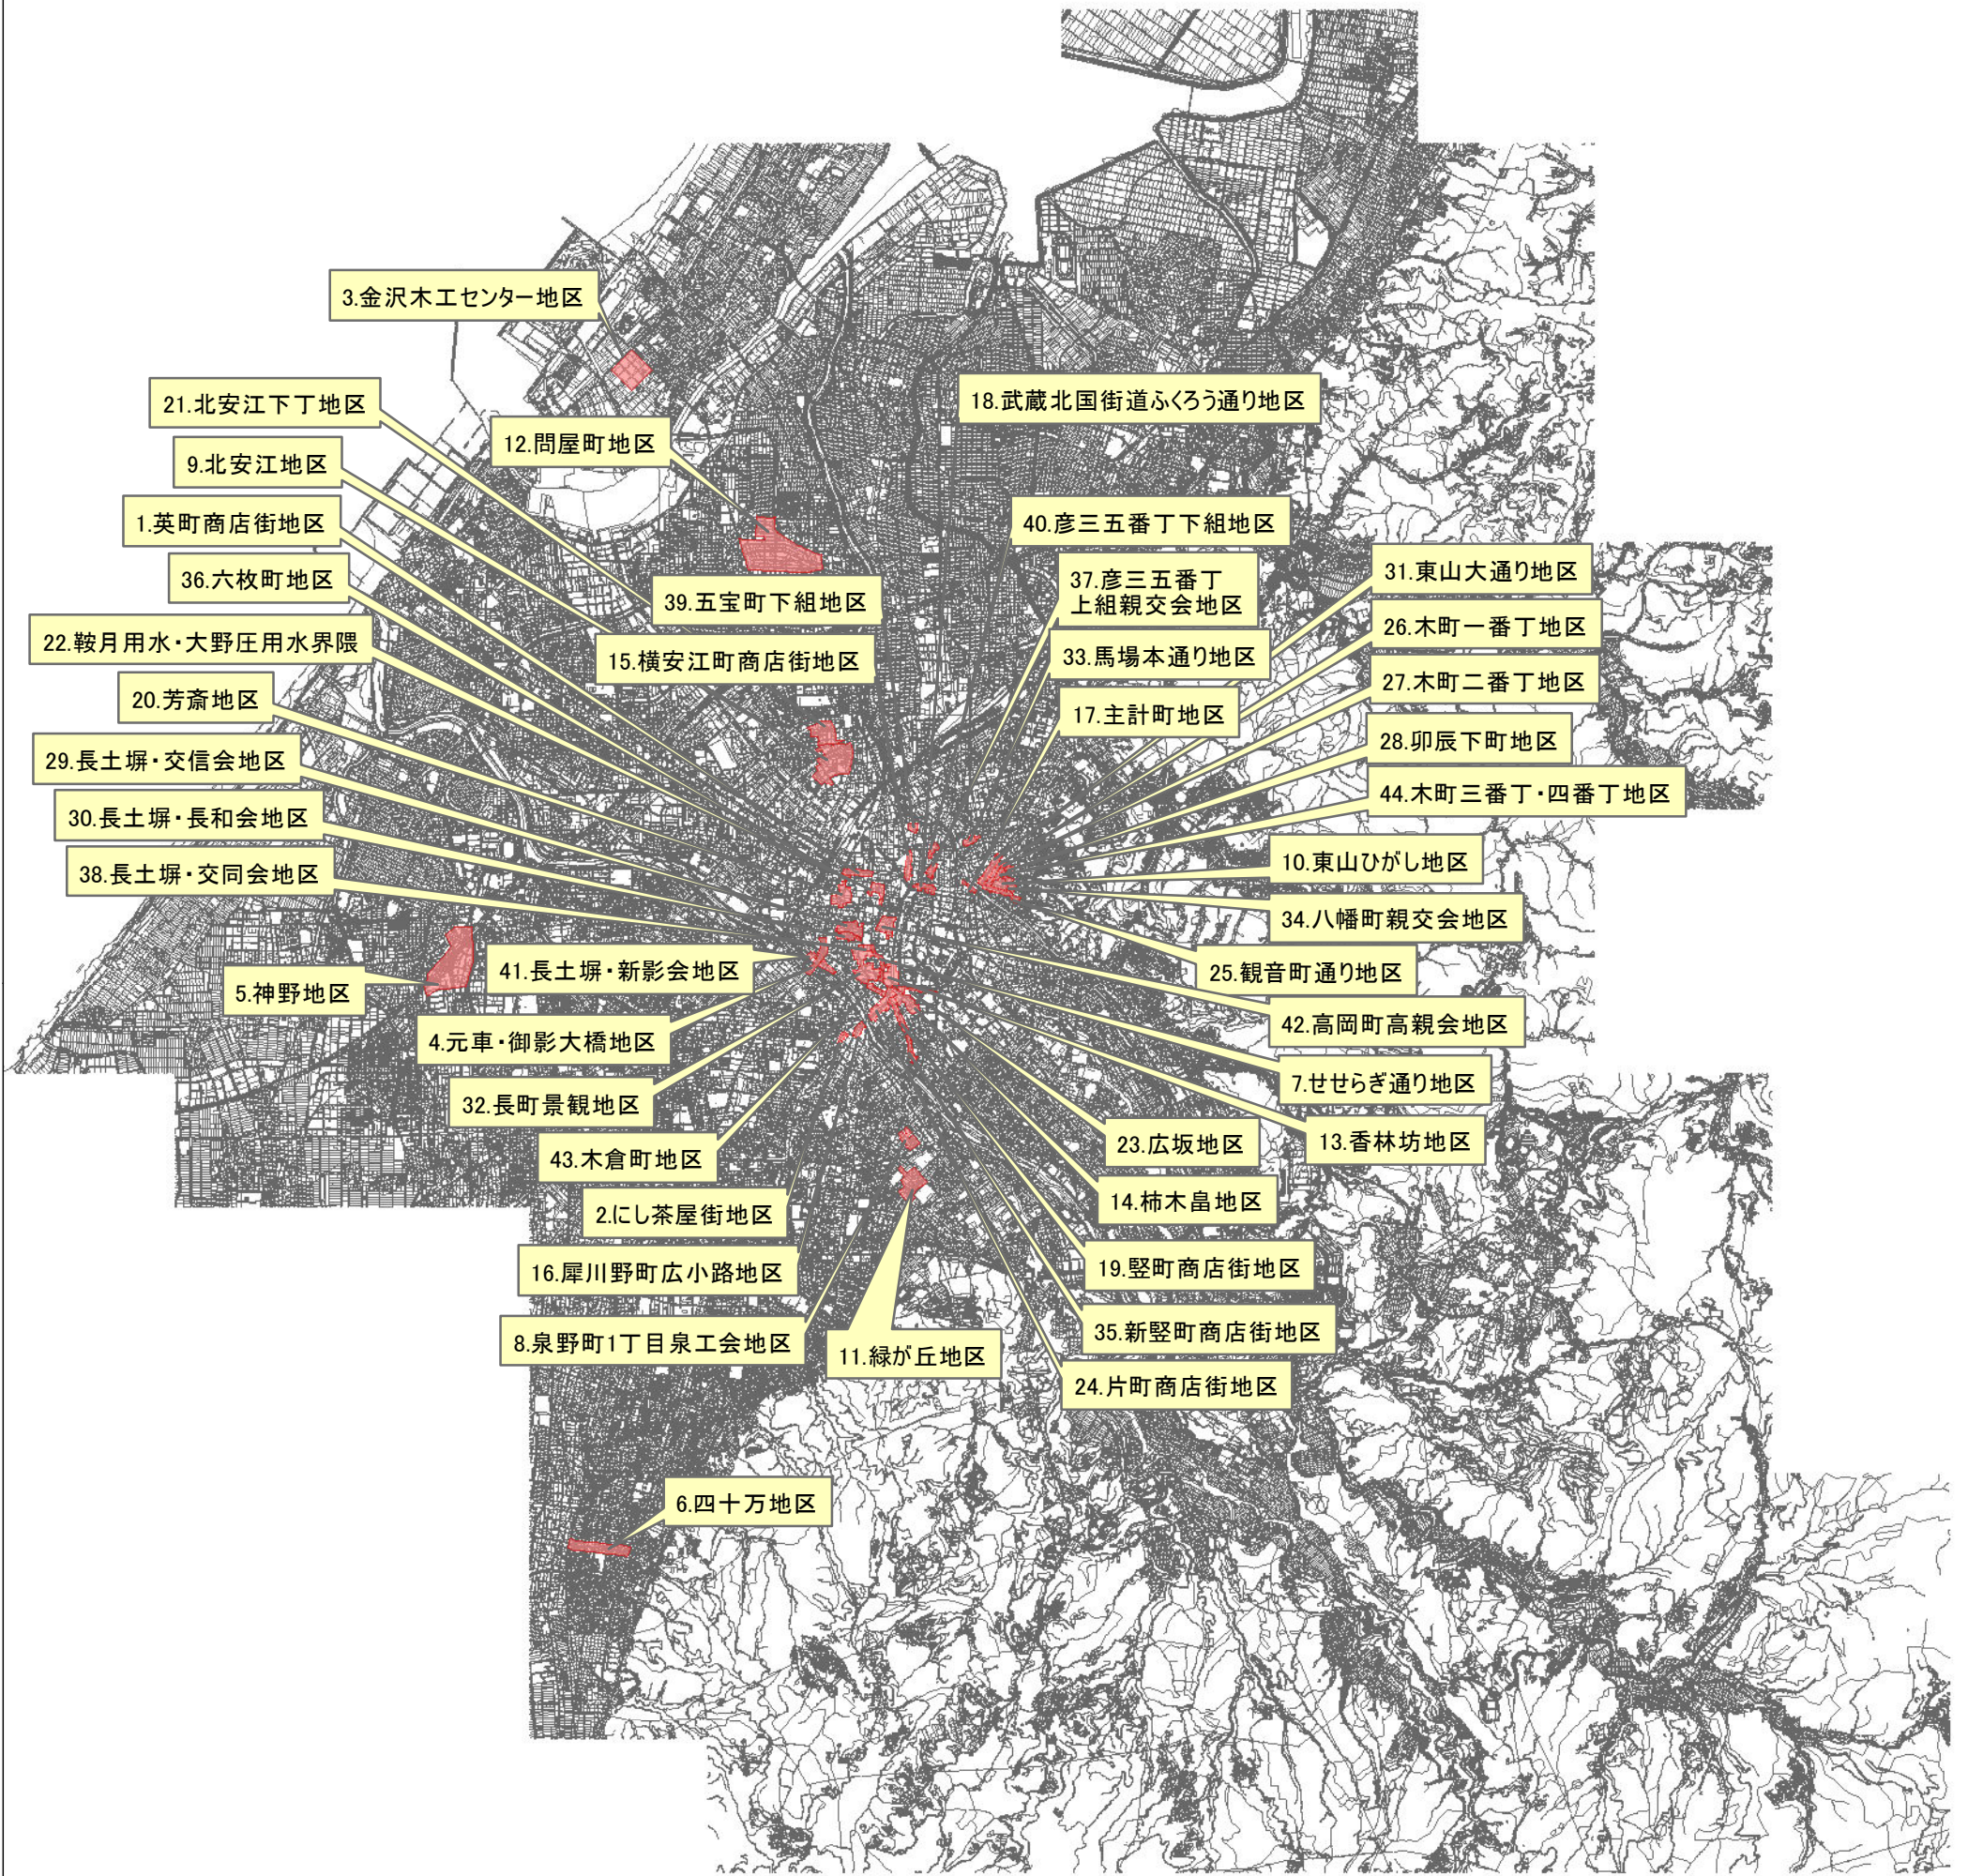 3.金沢木工センター地区
21.北安江下丁地区
18.武蔵北国街道ふくろう通り地区
12.問屋町地区
9.北安江地区
1.英町商店街地区
40.彦三五番丁下組地区
36.六枚町地区
39.五宝町下組地区
37.彦三五番丁
上組親交会地区
31.東山大通り地区
26.木町一番丁地区
22.鞍月用水・大野庄用水界隈
15.横安江町商店街地区
33.馬場本通り地区
27.木町二番丁地区
20.芳斎地区
17.主計町地区
28.卯辰下町地区
29.長土塀・交信会地区
44.木町三番丁・四番丁地区
30.長土塀・長和会地区
10.東山ひがし地区
38.長土塀・交同会地区
34.八幡町親交会地区
41.長土塀・新影会地区
25.観音町通り地区
5.神野地区
42.高岡町高親会地区
4.元車・御影大橋地区
7.せせらぎ通り地区
32.長町景観地区
23.広坂地区
13.香林坊地区
43.木倉町地区
14.柿木畠地区
2.にし茶屋街地区
16.犀川野町広小路地区
19.竪町商店街地区
8.泉野町1丁目泉工会地区
11.緑が丘地区
35.新竪町商店街地区
24.片町商店街地区
6.四十万地区